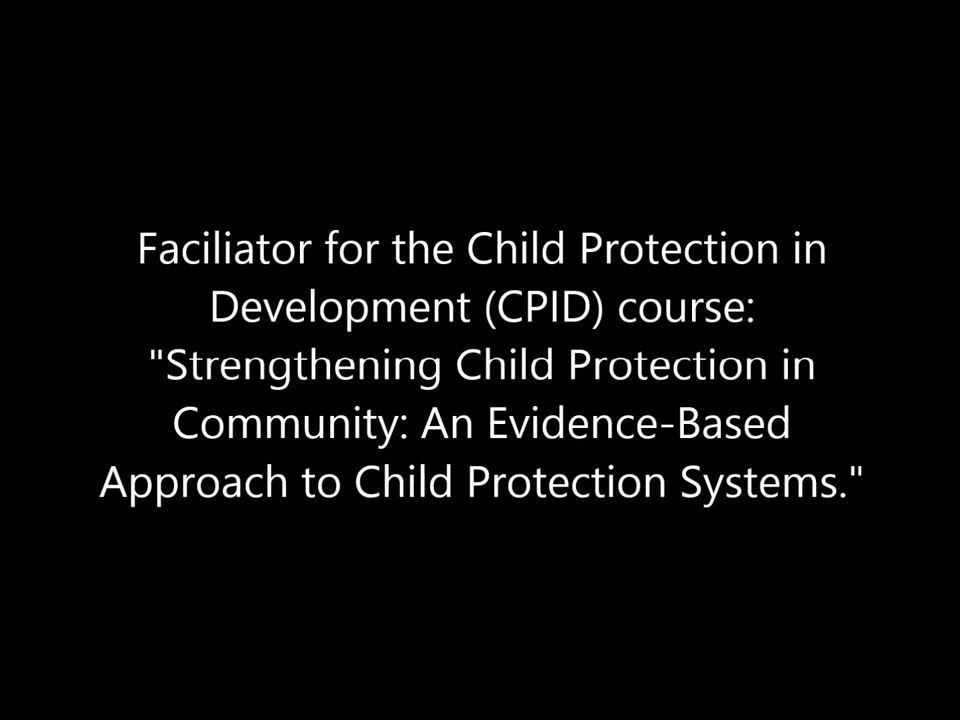 Faciliator for the Child Protection in
Development (CPID) course:
"Strengthening Child Protection in
Community: An Evidence-Based
Approach to Child Protection Systems."